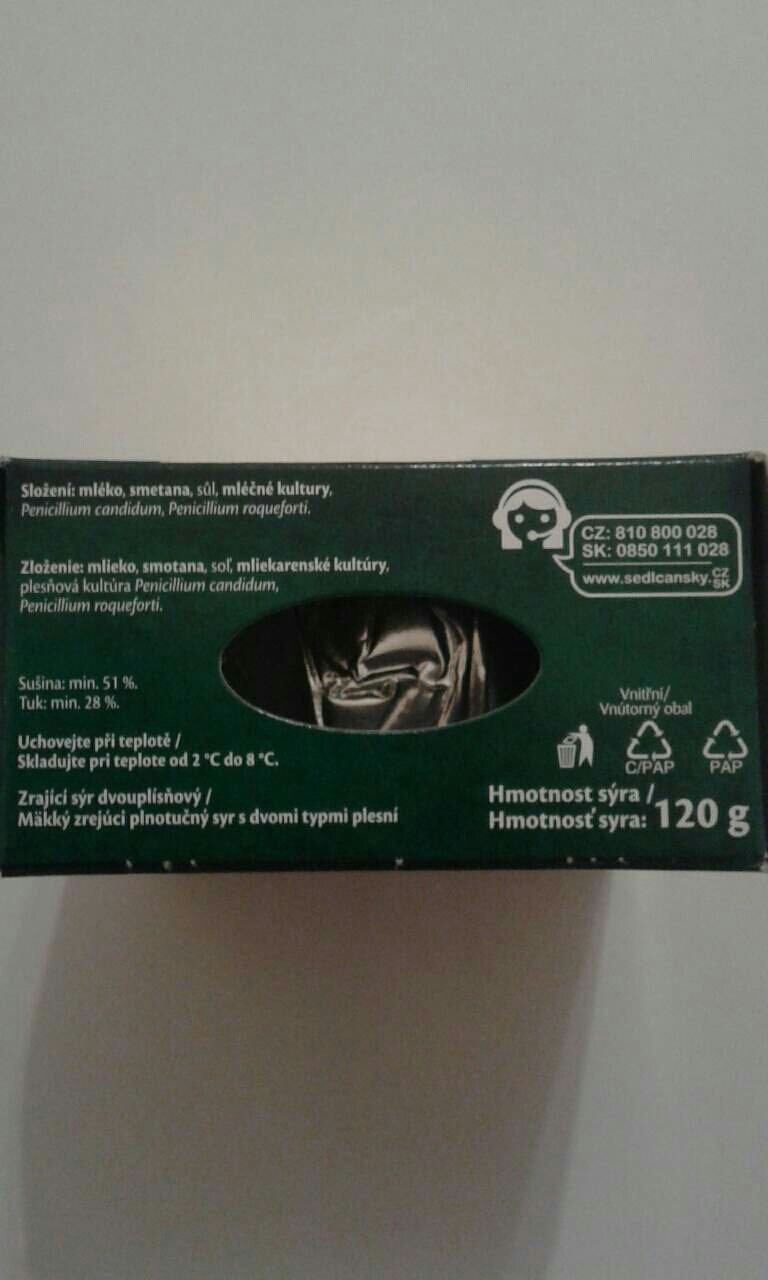 Složení: mléko, smetana, sůl, mléčné kultury,
Penicillium candidum, Penicillium roqueforti.
Zloženie: mlieko, smotana, soľ, mliekarenské kultúry,
plesňová kultúra Penicillium candidum,
Penicillium roqueforti.
Sušina: min. 51 %.
Tuk: min. 28 %.
Uchovejte při teplotě /
Skladujte pri teplote od 2 °C do 8 °C.
Zrající sýr dvouplísňový /
Mäkký zrejúci plnotučný syr s dvomi typmi plesní
CZ: 810 800 028
SK: 0850 111 028
www.sedlcansky.CZ
SK
Vnitřní/
Vnútorný obal
C/PAP PAP
Hmotnost sýra /
Hmotnosť syra: 120 g